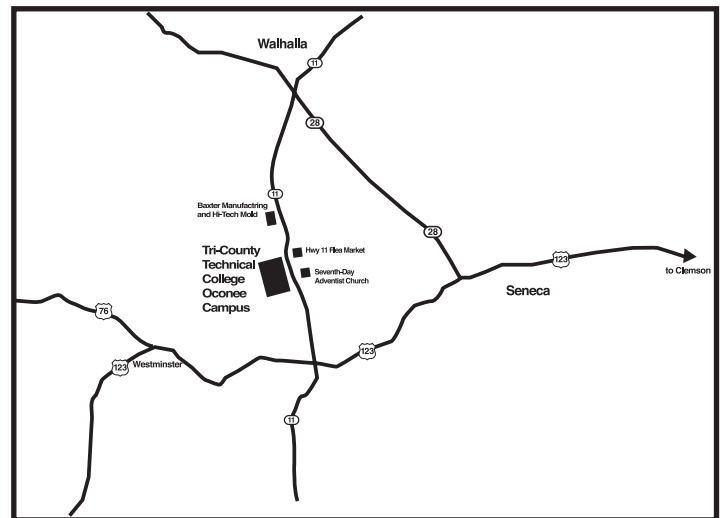 Walhalla
11
28
11
Baxter Manufactring
and Hi-Tech Mold
28
Tri-County
Technical
College
Oconee
Campus
Hwy 11 Flea Market
Seventh-Day
Adventist Church
123
to Clemson
Seneca
76
123
123
Westminster
11